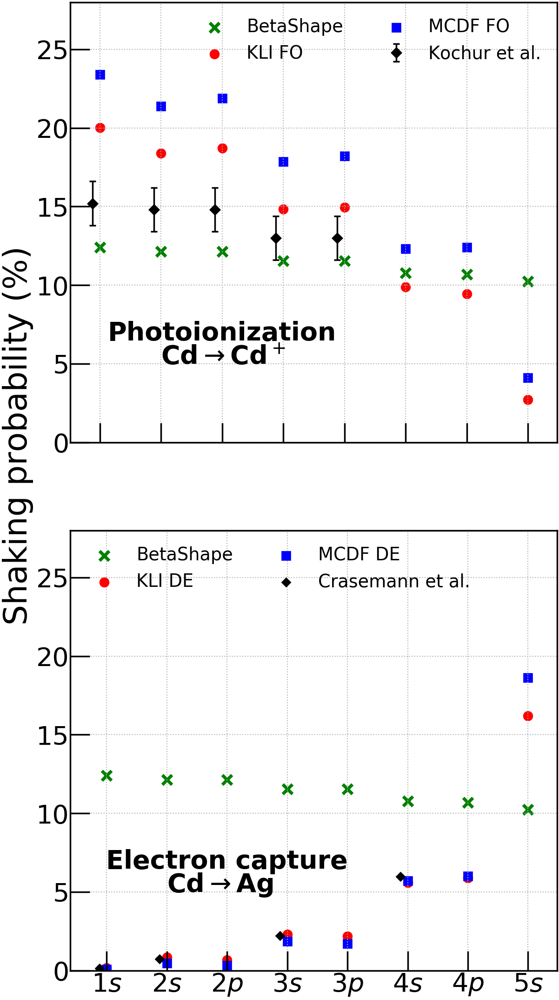 Shaking probability (%)
BetaShape
KLI FO
MCDF FO
Kochur et al.
25
20
15
10
5
0
Photoionization
Cd → Cd⁺
BetaShape
KLI DE
MCDF DE
Crasemann et al.
25
20
15
10
5
0
Electron capture
Cd → Ag
1s 2s 2p 3s 3p 4s 4p 5s